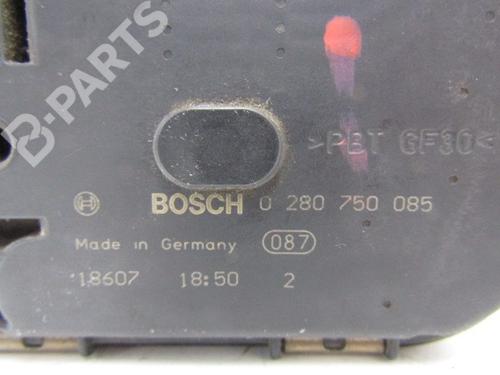 B-PARTS
>PBT GF30<
BOSCH 0 280 750 085
Made in Germany 087
18607 18:50 2